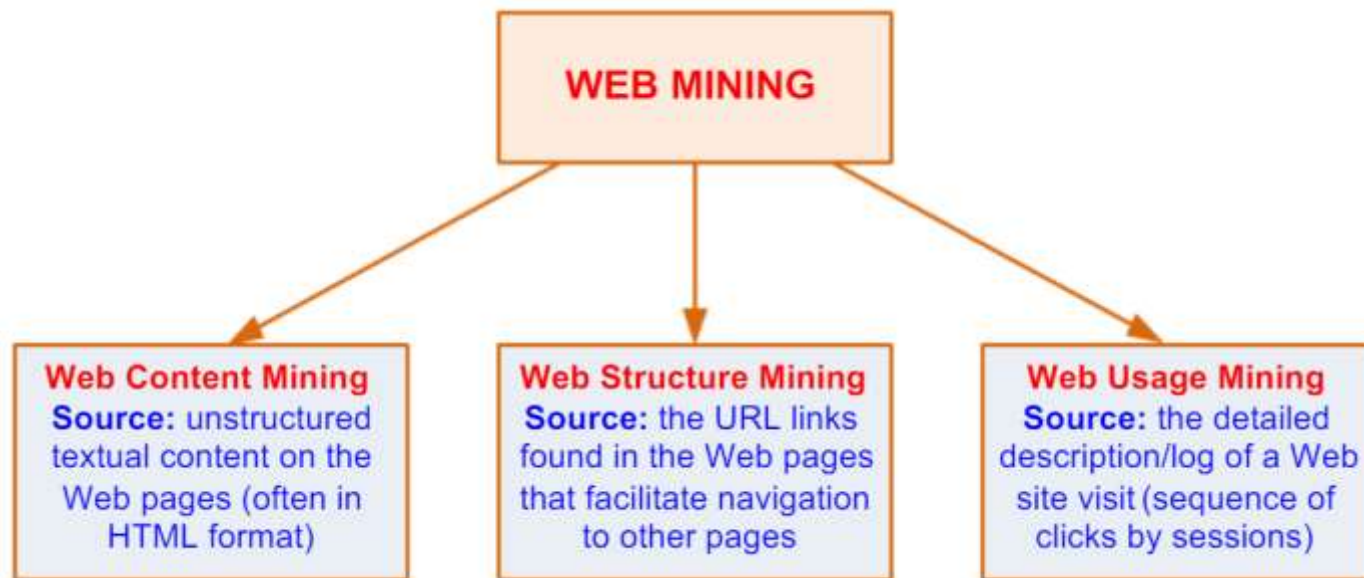 WEB MINING
Web Content Mining
Source: unstructured
textual content on the
Web pages (often in
HTML format)
Web Structure Mining
Source: the URL links
found in the Web pages
that facilitate navigation
to other pages
Web Usage Mining
Source: the detailed
description/log of a Web
site visit (sequence of
clicks by sessions)